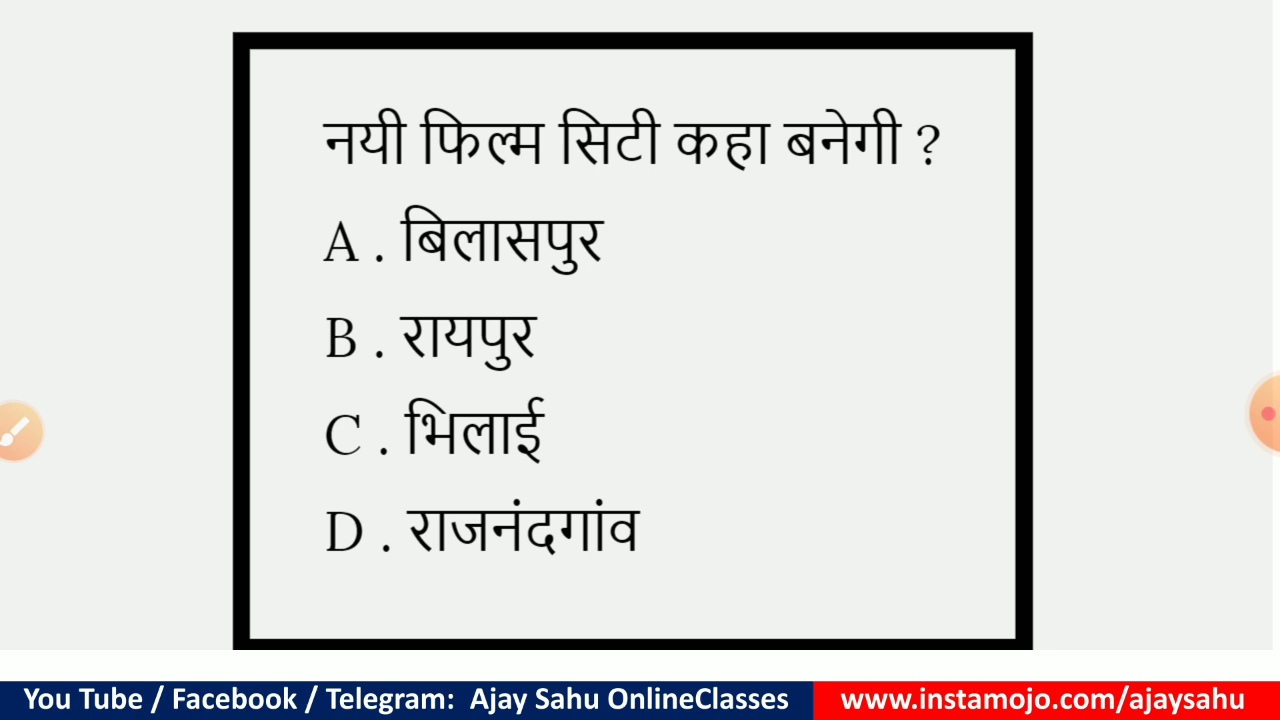 नयी फिल्म सिटी कहा बनेगी ?
A . बिलासपुर
B . रायपुर
C . भिलाई
D . राजनंदगांव
You Tube / Facebook / Telegram: Ajay Sahu OnlineClasses
www.instamojo.com/ajaysahu